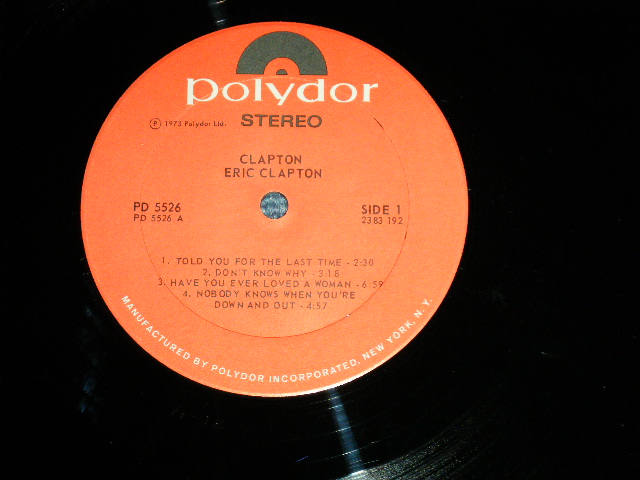 polydor
℗ 1973 Polydor Ltd. STEREO
CLAPTON
ERIC CLAPTON
PD 5526
PD 5526 A
SIDE 1
2383 192
1. TOLD YOU FOR THE LAST TIME - 2:30
2. DON'T KNOW WHY - 3:18
3. HAVE YOU EVER LOVED A WOMAN - 6:59
4. NOBODY KNOWS WHEN YOU'RE
DOWN AND OUT - 4:57
MANUFACTURED BY POLYDOR INCORPORATED, NEW YORK, N. Y.